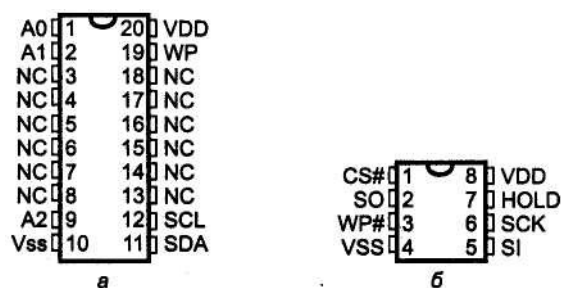 A0 1 20 VDD
A1 2 19 WP
NC 3 18 NC
NC 4 17 NC
NC 5 16 NC
NC 6 15 NC
NC 7 14 NC
NC 8 13 NC
A2 9 12 SCL
Vss 10 11 SDA
а
CS# 1 8 VDD
SO 2 7 HOLD
WP# 3 6 SCK
VSS 4 5 SI
б